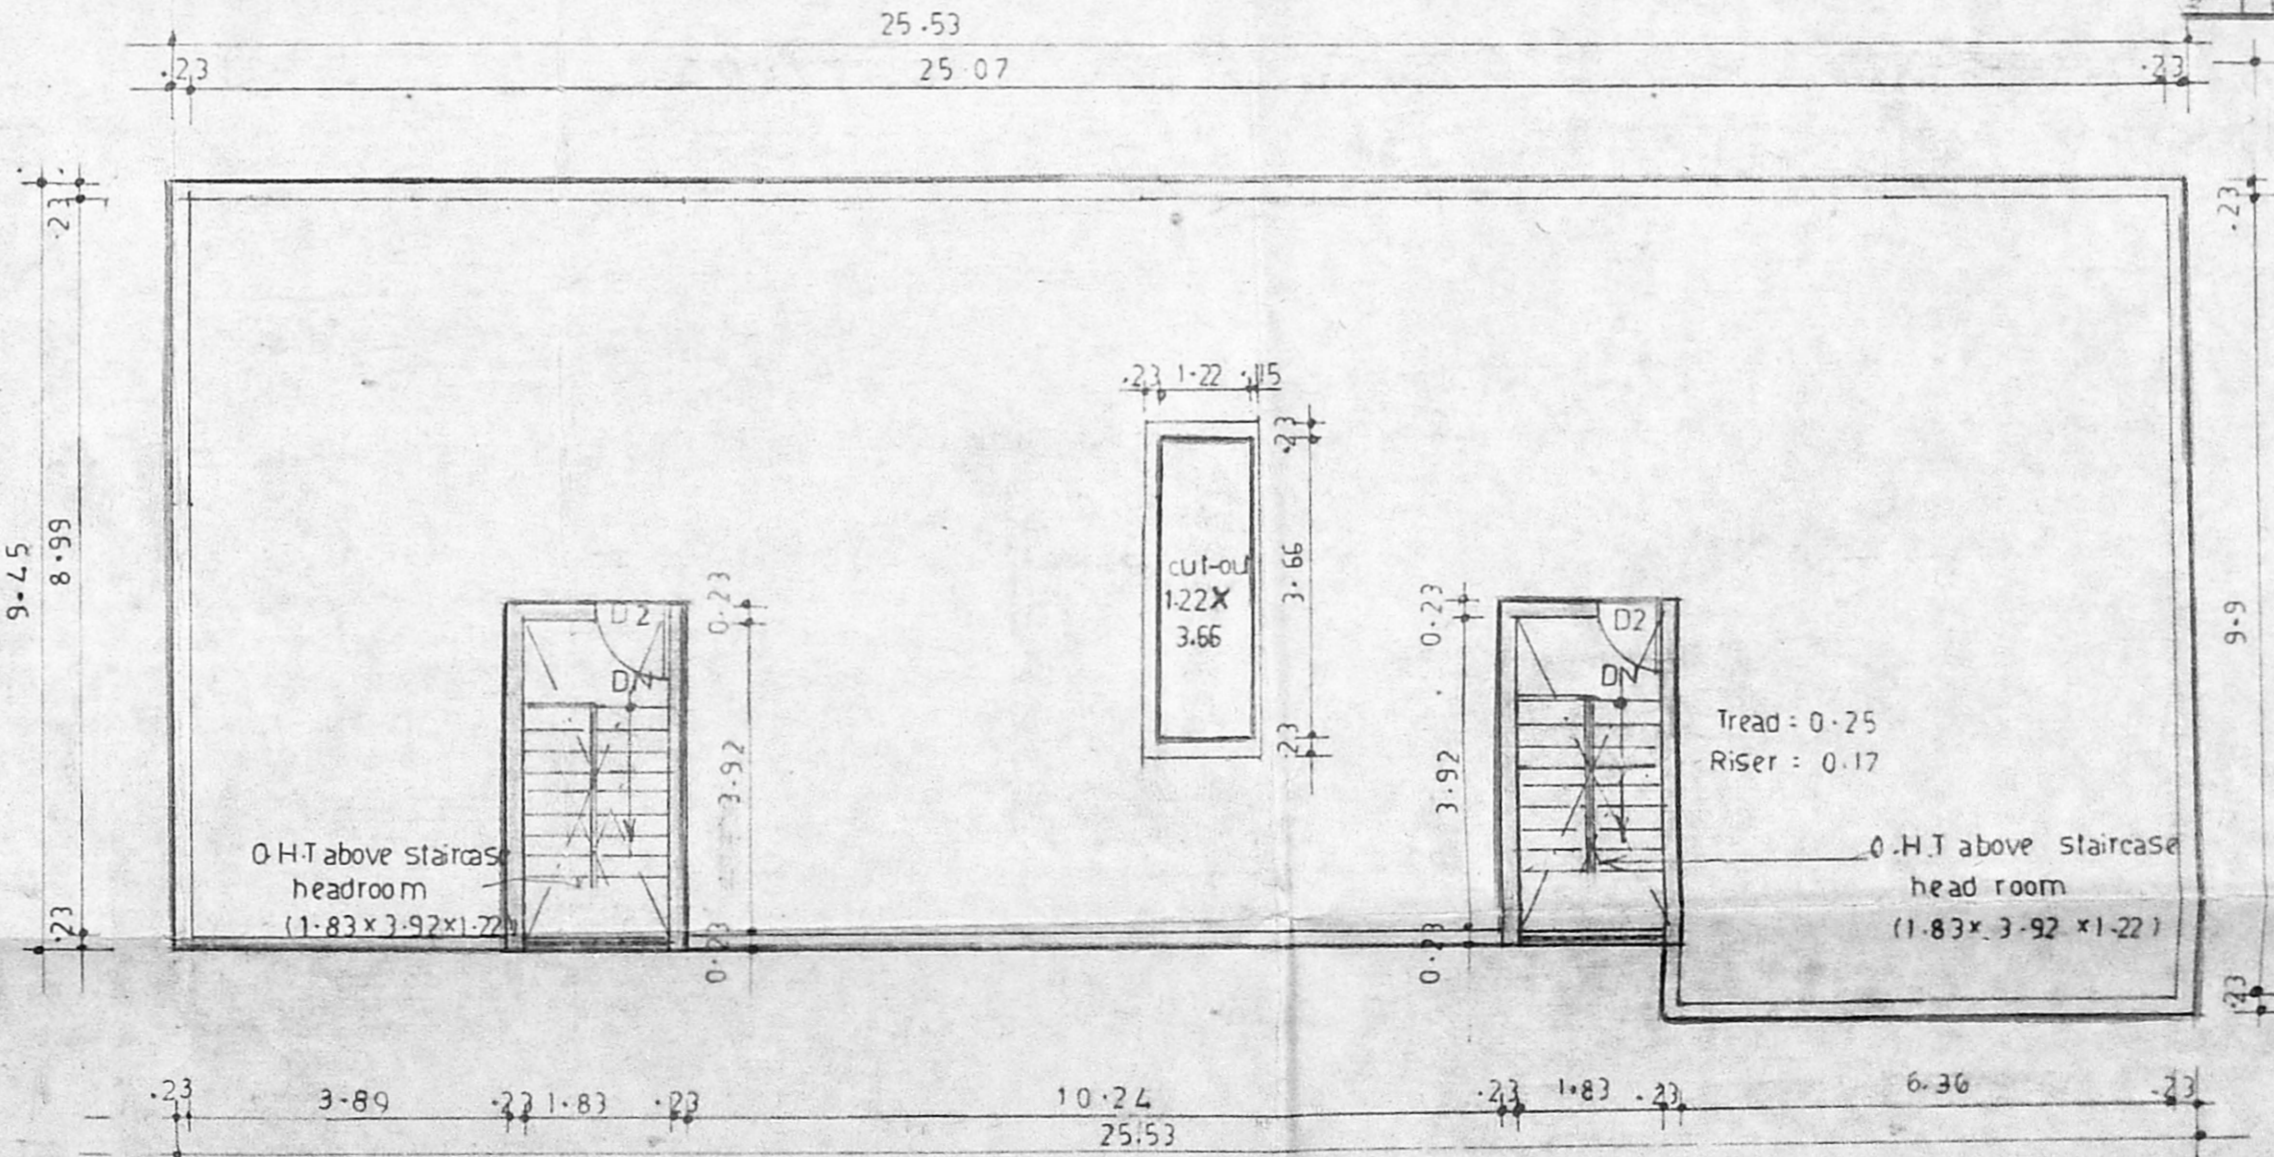 25.53
.23 25.07 .23
.23
.23
.23 1.22 .15
.23
8.99
9.45
3.66
cut-ou
1.22X
3.66
.23
0.23
D2
DN
3.92
0.23
0.23
D2
DN
3.92
0.23
Tread = 0.25
Riser = 0.17
9.9
O.H.T above staircase
headroom
(1.83 x 3.92 x 1.22)
O.H.T above staircase
head room
(1.83 x 3.92 x 1.22)
.23
.23
.23 3.89 .23 1.83 .23 10.24 .23 1.83 .23 6.36 .23
25.53